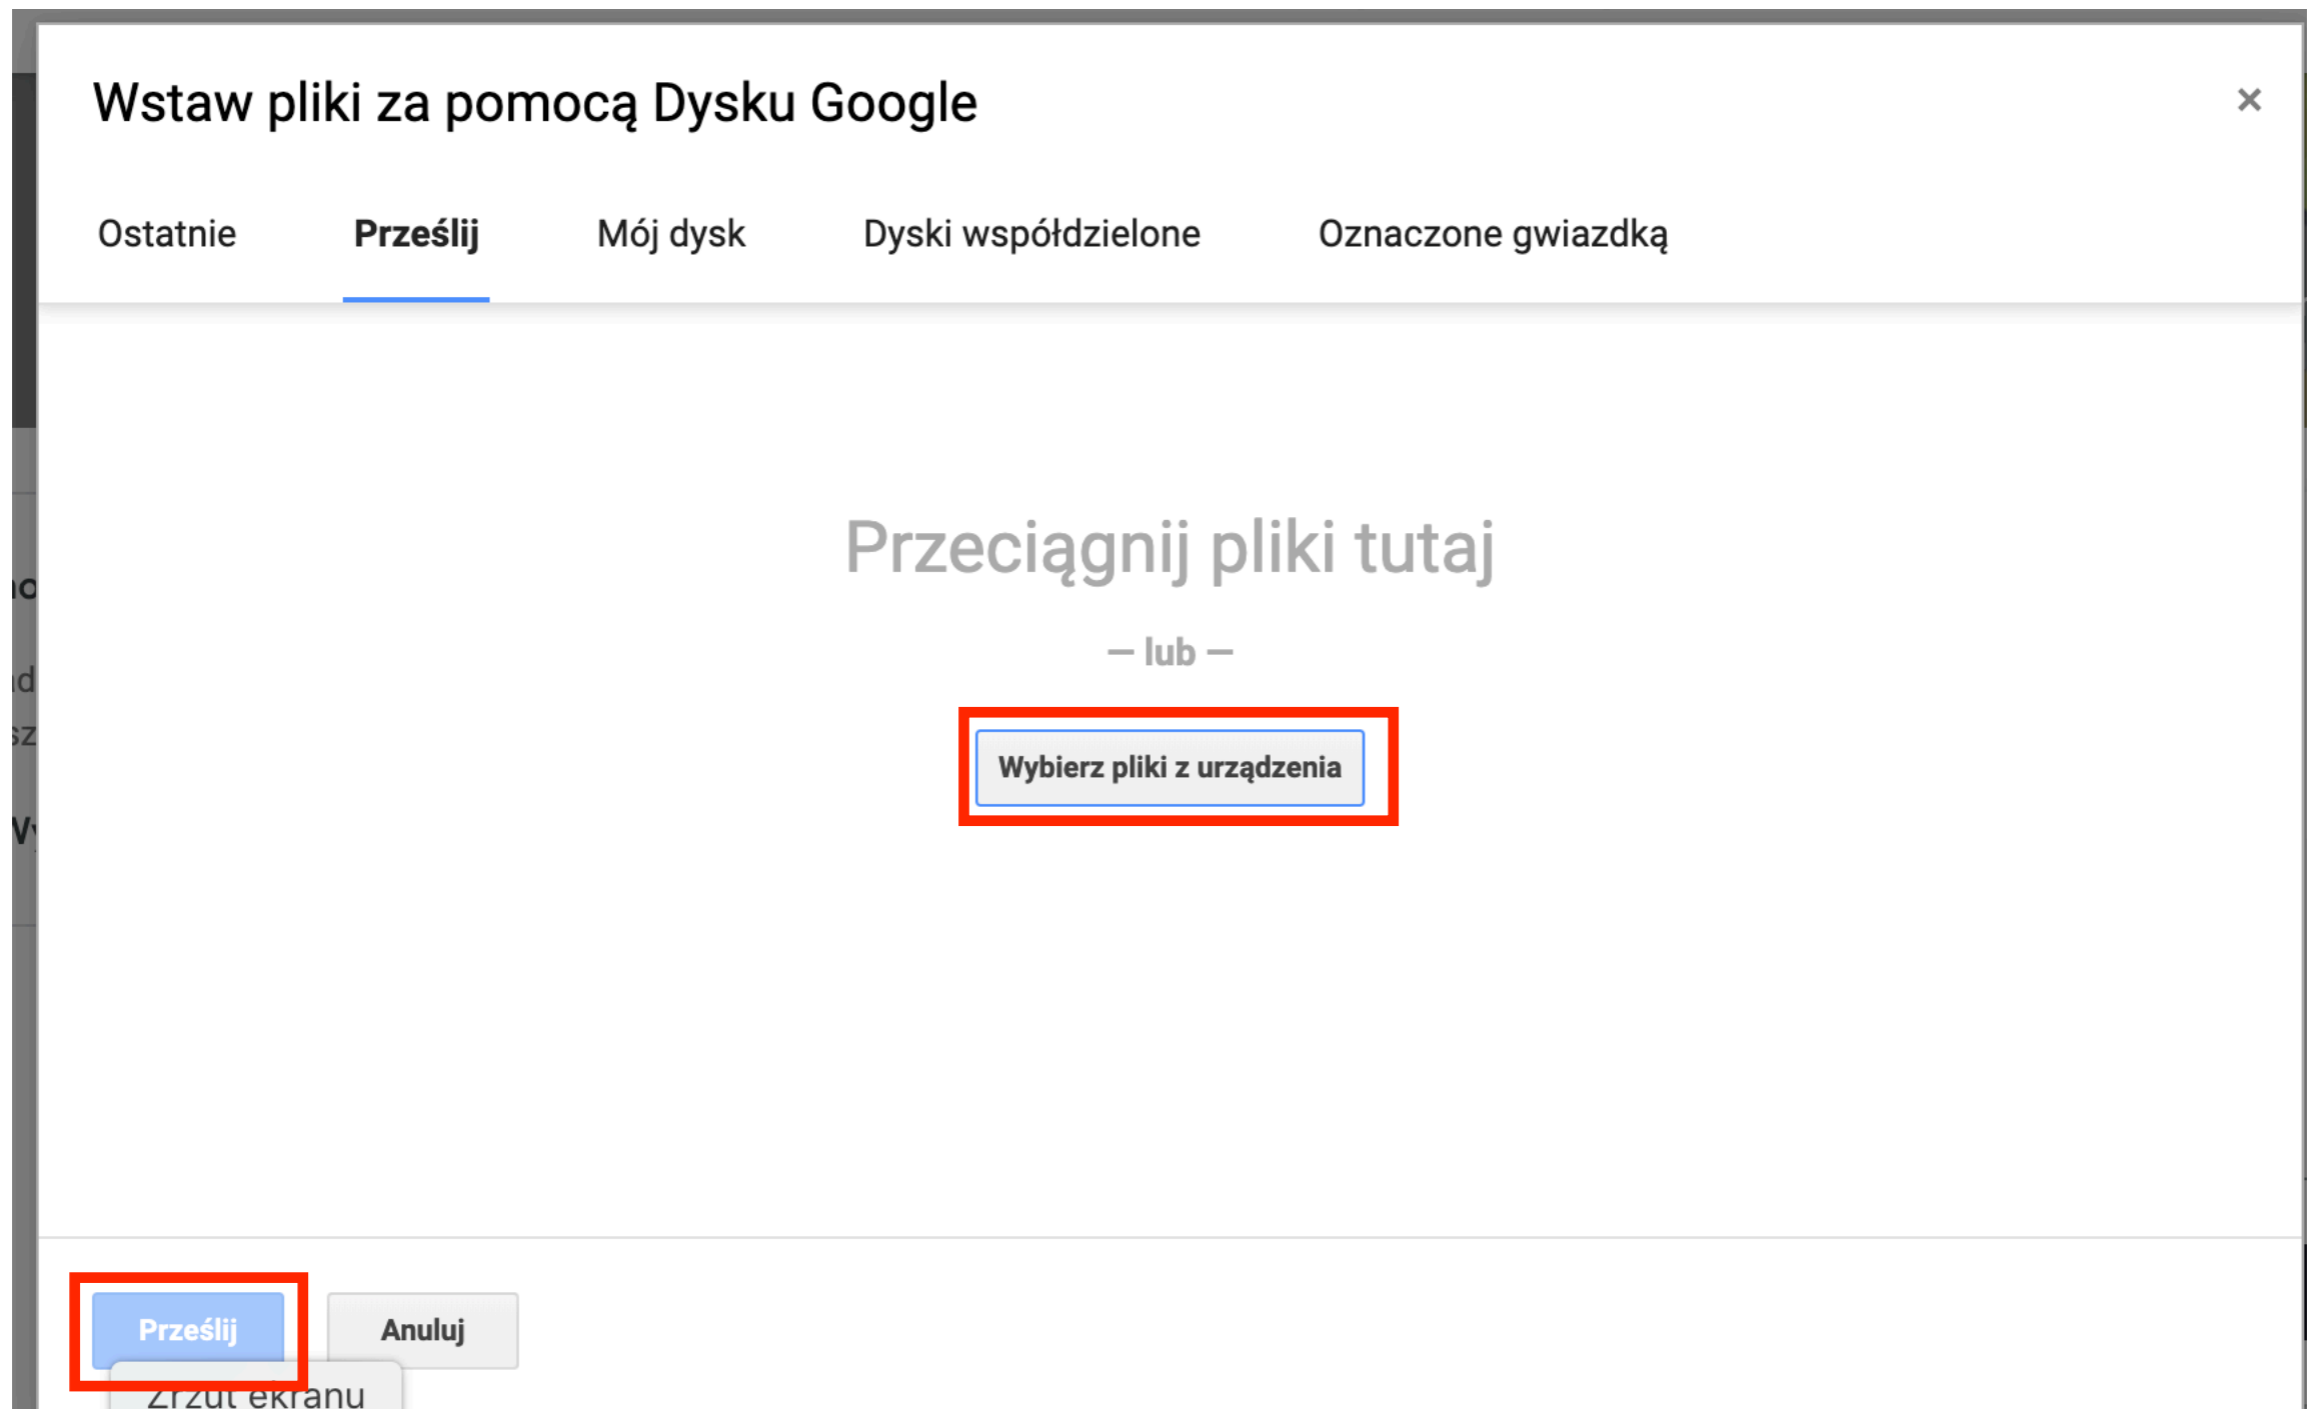 Wstaw pliki za pomocą Dysku Google
×
Ostatnie Prześlij Mój dysk Dyski współdzielone Oznaczone gwiazdką
Przeciągnij pliki tutaj
— lub —
Wybierz pliki z urządzenia
Prześlij Anuluj
Zrzut ekranu